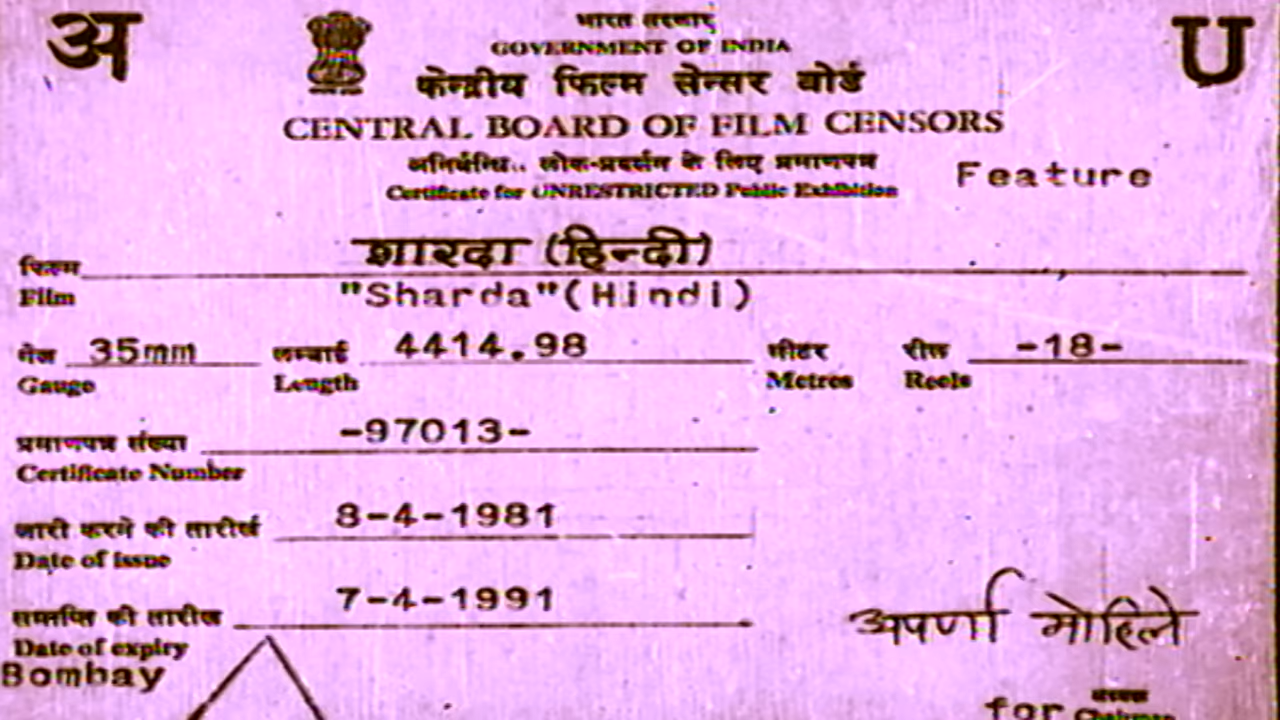 अ
U
भारत सरकार
GOVERNMENT OF INDIA
केन्द्रीय फिल्म सेन्सर बोर्ड
CENTRAL BOARD OF FILM CENSORS
लोक-प्रदर्शन के लिए प्रमाणपत्र
Certificate for UNRESTRICTED Public Exhibition
Feature
फिल्म शारदा (हिन्दी)
Film "Sharda"(Hindi)
गेज 35mm लम्बाई 4414.98 मीटर रील -18-
Gauge Length Metres Reels
प्रमाणपत्र संख्या -97013-
Certificate Number
जारी करने की तारीख 8-4-1981
Date of issue
समाप्ति की तारीख 7-4-1991
Date of expiry
Bombay
अपर्णा मोहिले
for Chairman